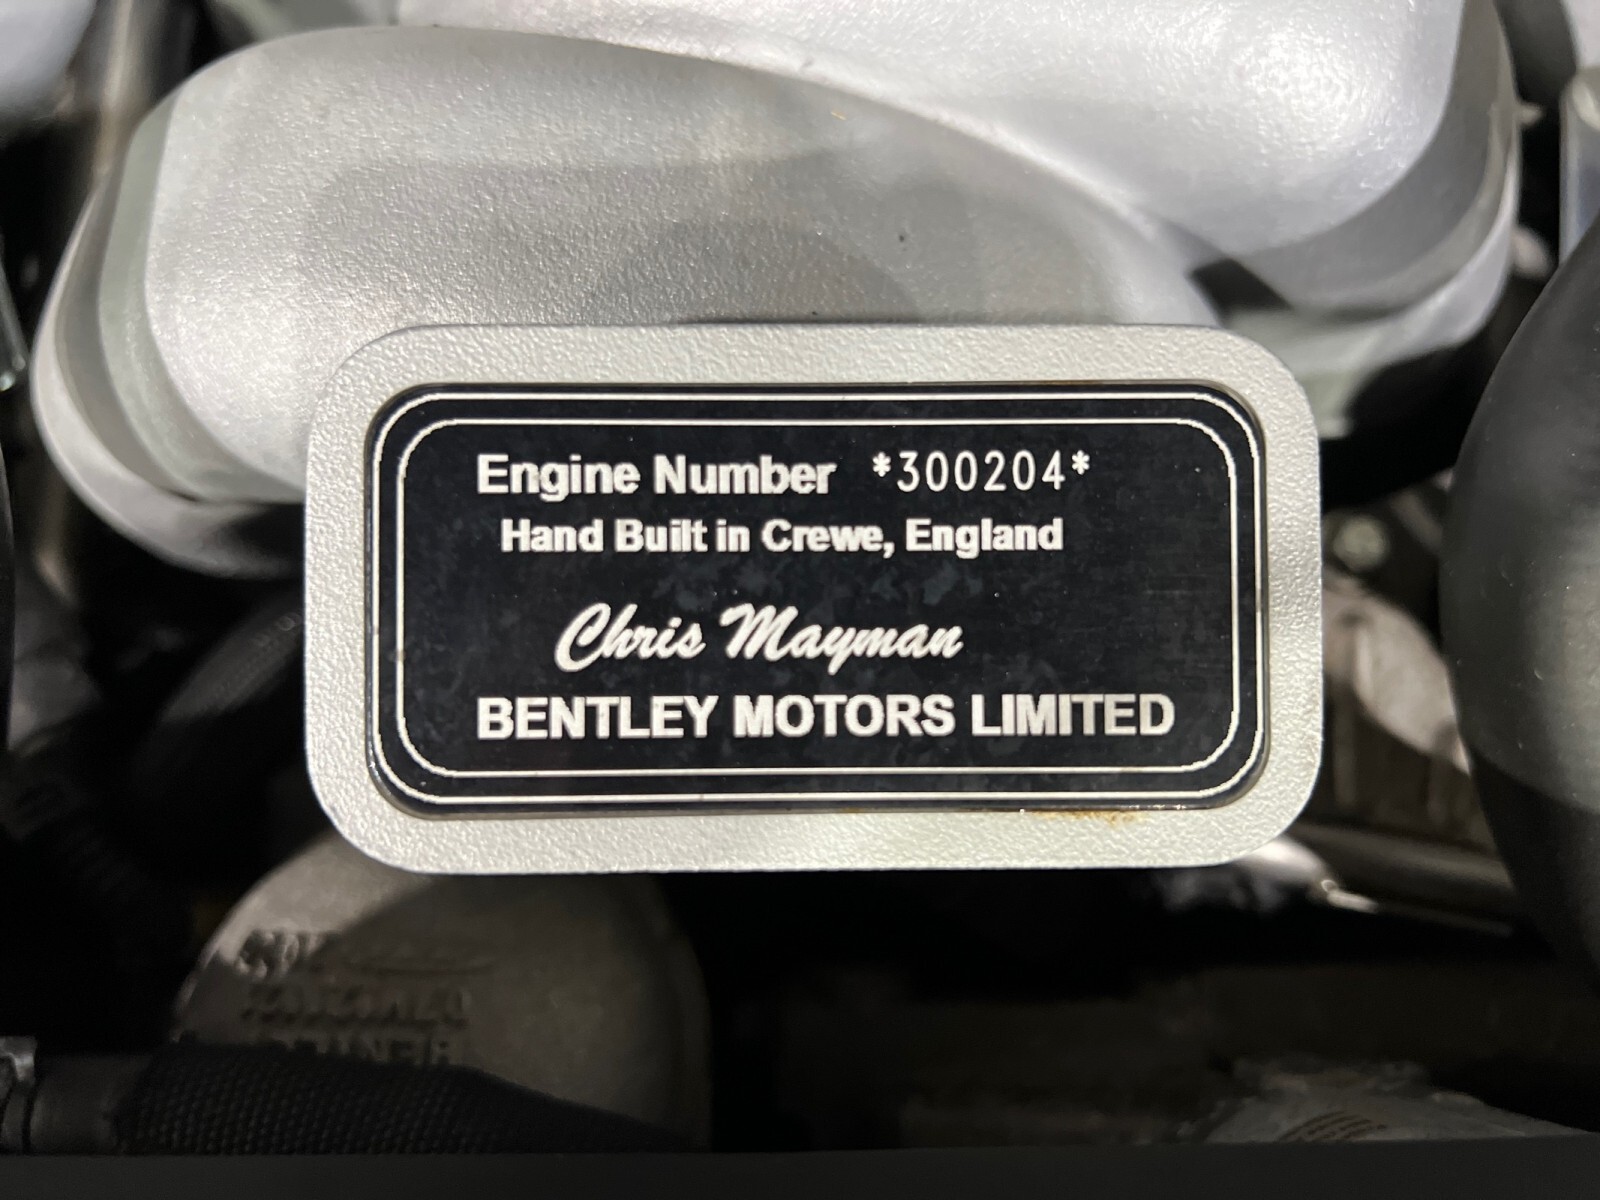 Engine Number *300204*
Hand Built in Crewe, England
Chris Mayman
BENTLEY MOTORS LIMITED